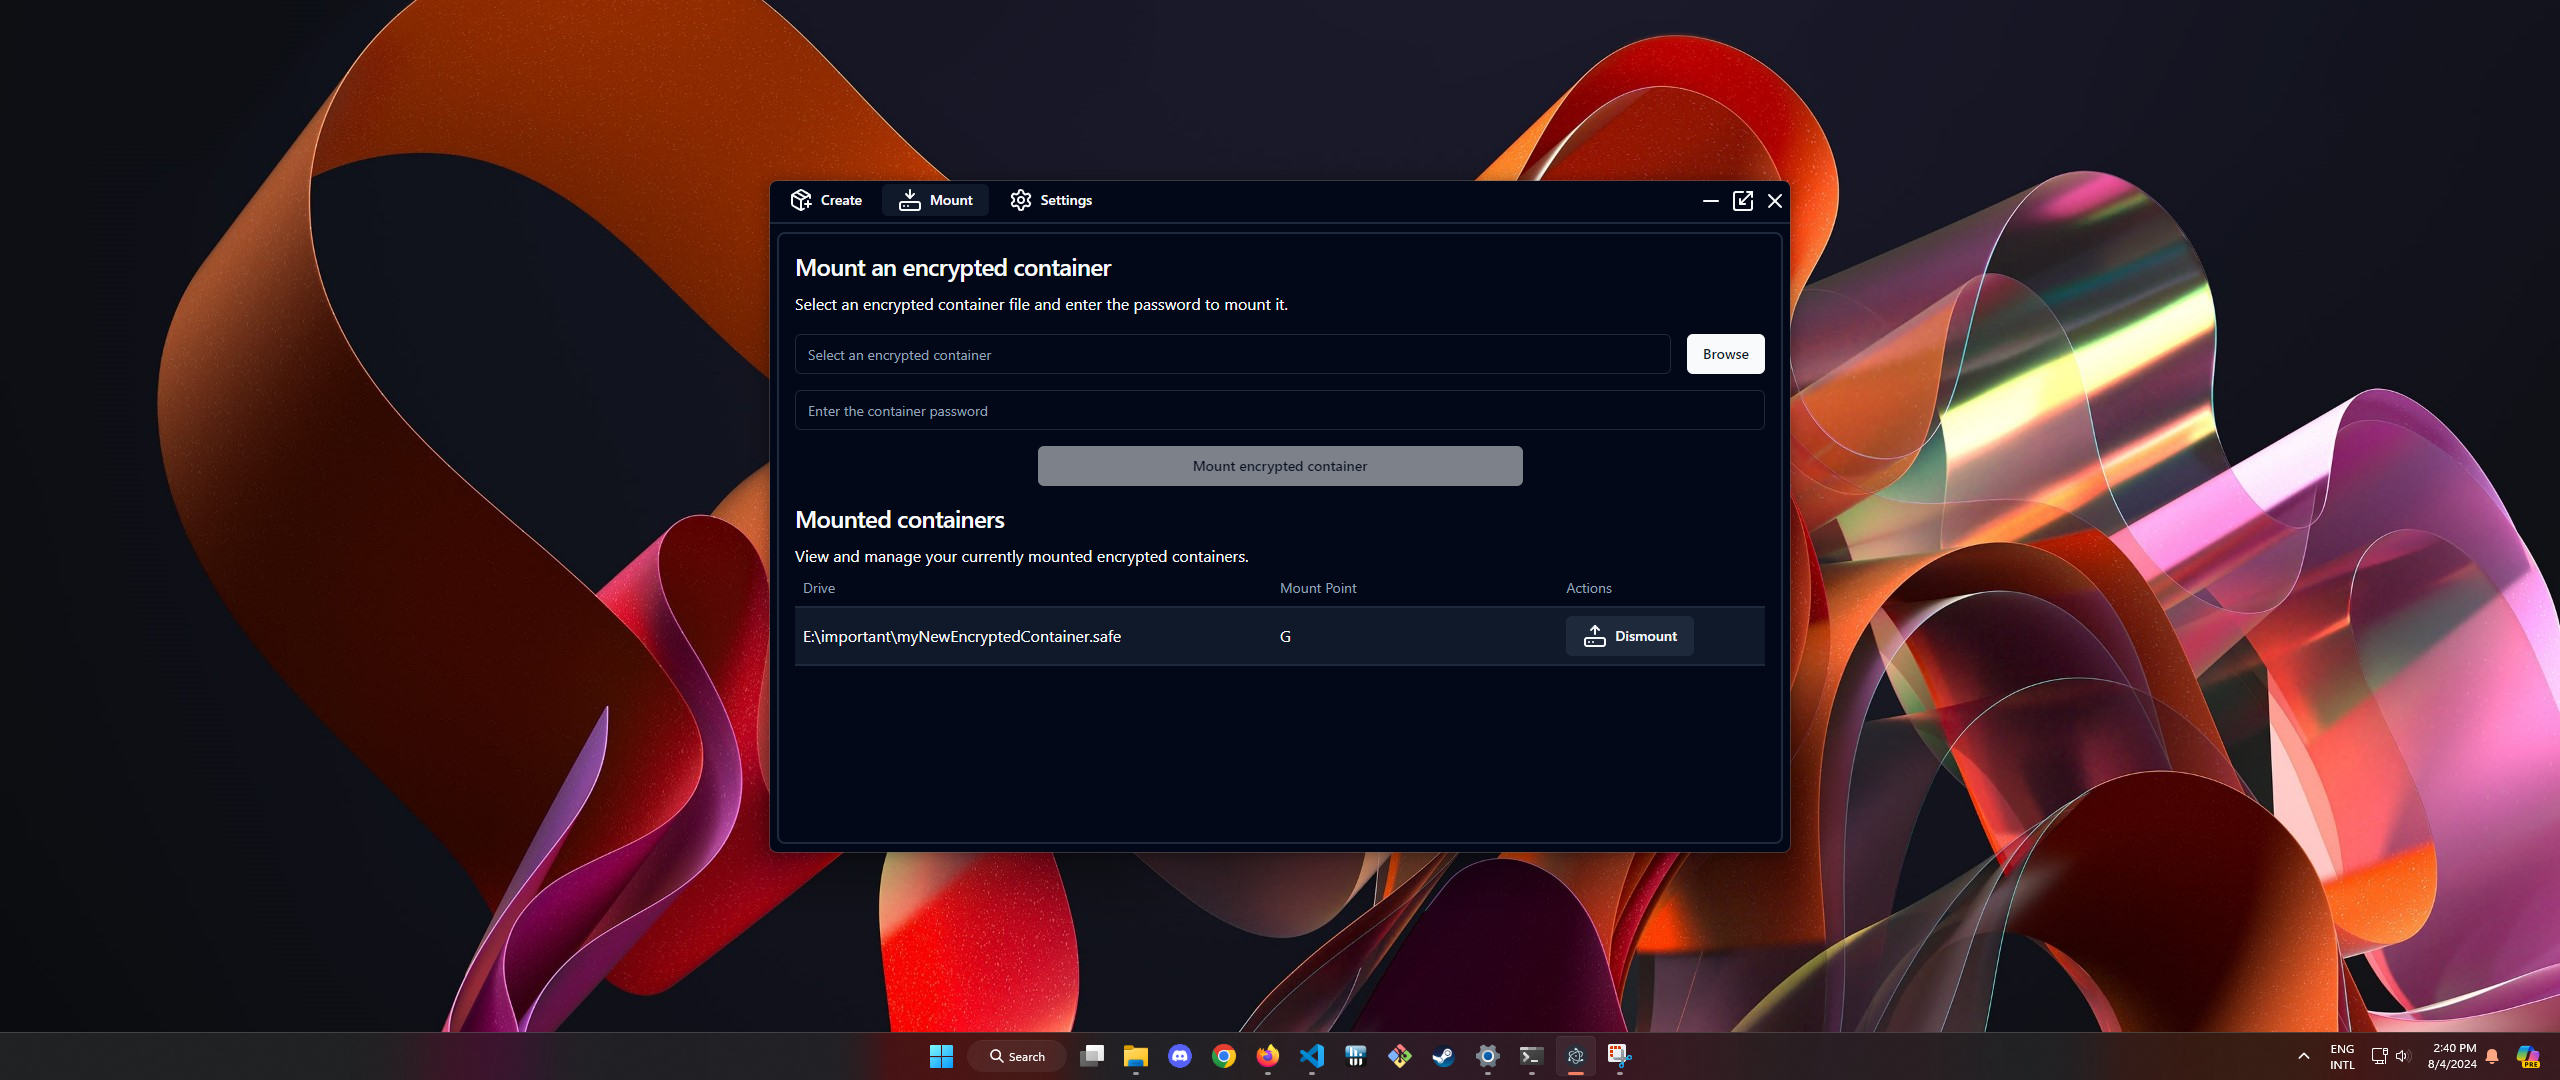 Create
Mount
Settings
Mount an encrypted container
Select an encrypted container file and enter the password to mount it.
Select an encrypted container
Browse
Enter the container password
Mount encrypted container
Mounted containers
View and manage your currently mounted encrypted containers.
Drive
Mount Point
Actions
E:\important\myNewEncryptedContainer.safe
G
Dismount
Search
ENG
INTL
2:40 PM
8/4/2024
PRE